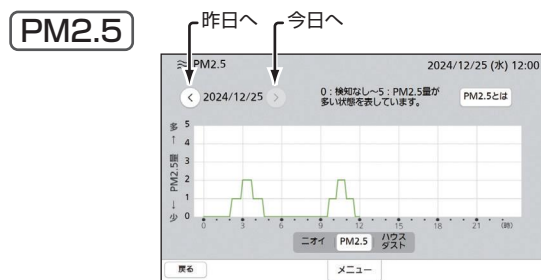 PM2.5
昨日へ 今日へ
PM2.5 2024/12/25 (水) 12:00
< 2024/12/25 >
0：検知なし～5：PM2.5量が
多い状態を表しています。
PM2.5とは
多 ↑ PM2.5量 ↓ 少
5
4
3
2
1
0
0 3 6 9 12 15 18 21 (時)
ニオイ PM2.5 ハウス
ダスト
戻る メニュー